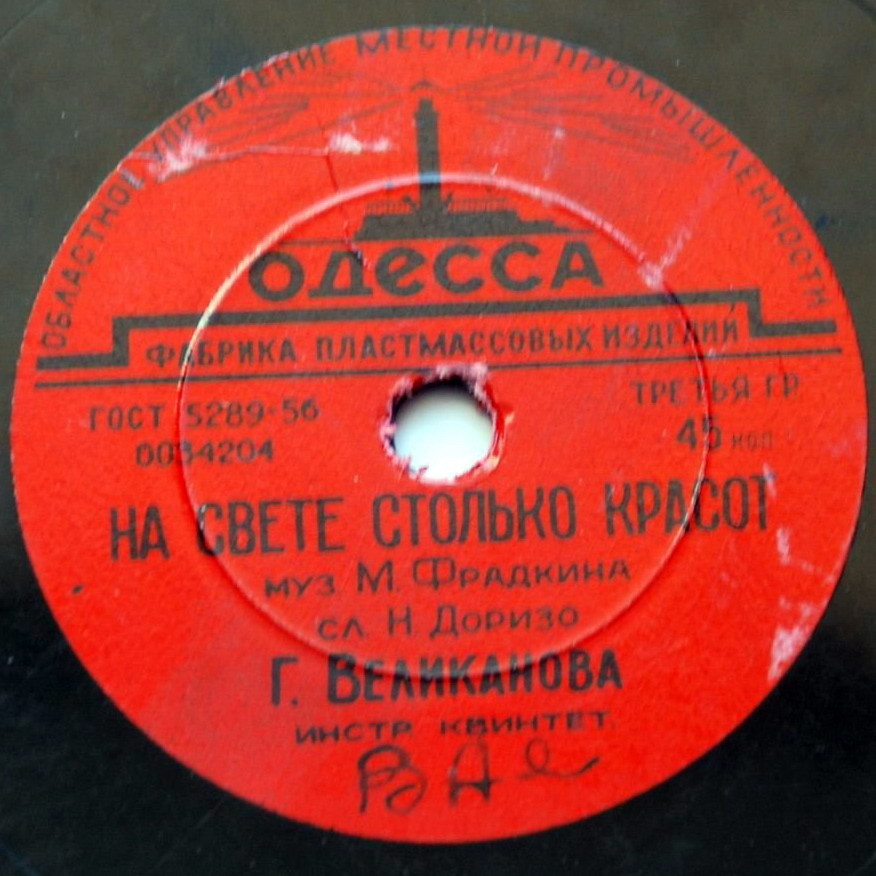 ОБЛАСТНОЕ УПРАВЛЕНИЕ МЕСТНОЙ ПРОМЫШЛЕННОСТИ
ОДЕССА
ФАБРИКА ПЛАСТМАССОВЫХ ИЗДЕЛИЙ
ГОСТ 5289-56
ТРЕТЬЯ ГР
0034204
45 коп
НА СВЕТЕ СТОЛЬКО КРАСОТ
муз М. Фрадкина
сл Н Доризо
Г. Великанова
инстр. квинтет